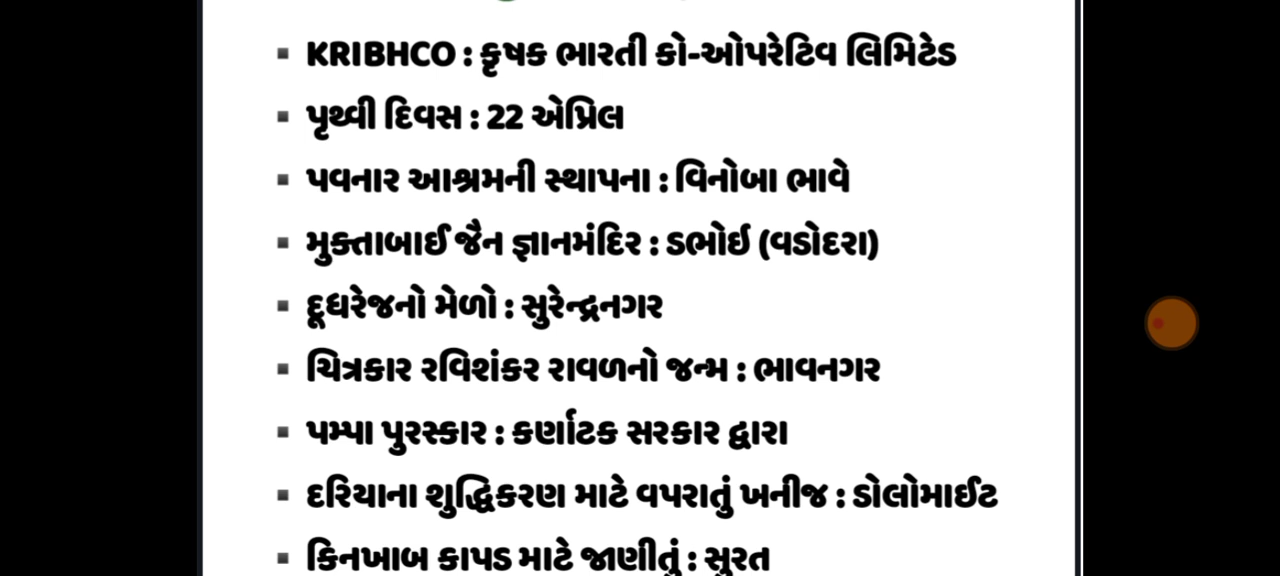 ▪ KRIBHCO : કૃષક ભારતી કો-ઓપરેટિવ લિમિટેડ
▪ પૃથ્વી દિવસ : 22 એપ્રિલ
▪ પવનાર આશ્રમની સ્થાપના : વિનોબા ભાવે
▪ મુક્તાબાઈ જૈન જ્ઞાનમંદિર : ડભોઇ (વડોદરા)
▪ દૂધરેજનો મેળો : સુરેન્દ્રનગર
▪ ચિત્રકાર રવિશંકર રાવળનો જન્મ : ભાવનગર
▪ પમ્પા પુરસ્કાર : કર્ણાટક સરકાર દ્વારા
▪ દરિયાના શુદ્ધિકરણ માટે વપરાતું ખનીજ : ડોલોમાઈટ
▪ કિનખાબ કાપડ માટે જાણીતું : સુરત